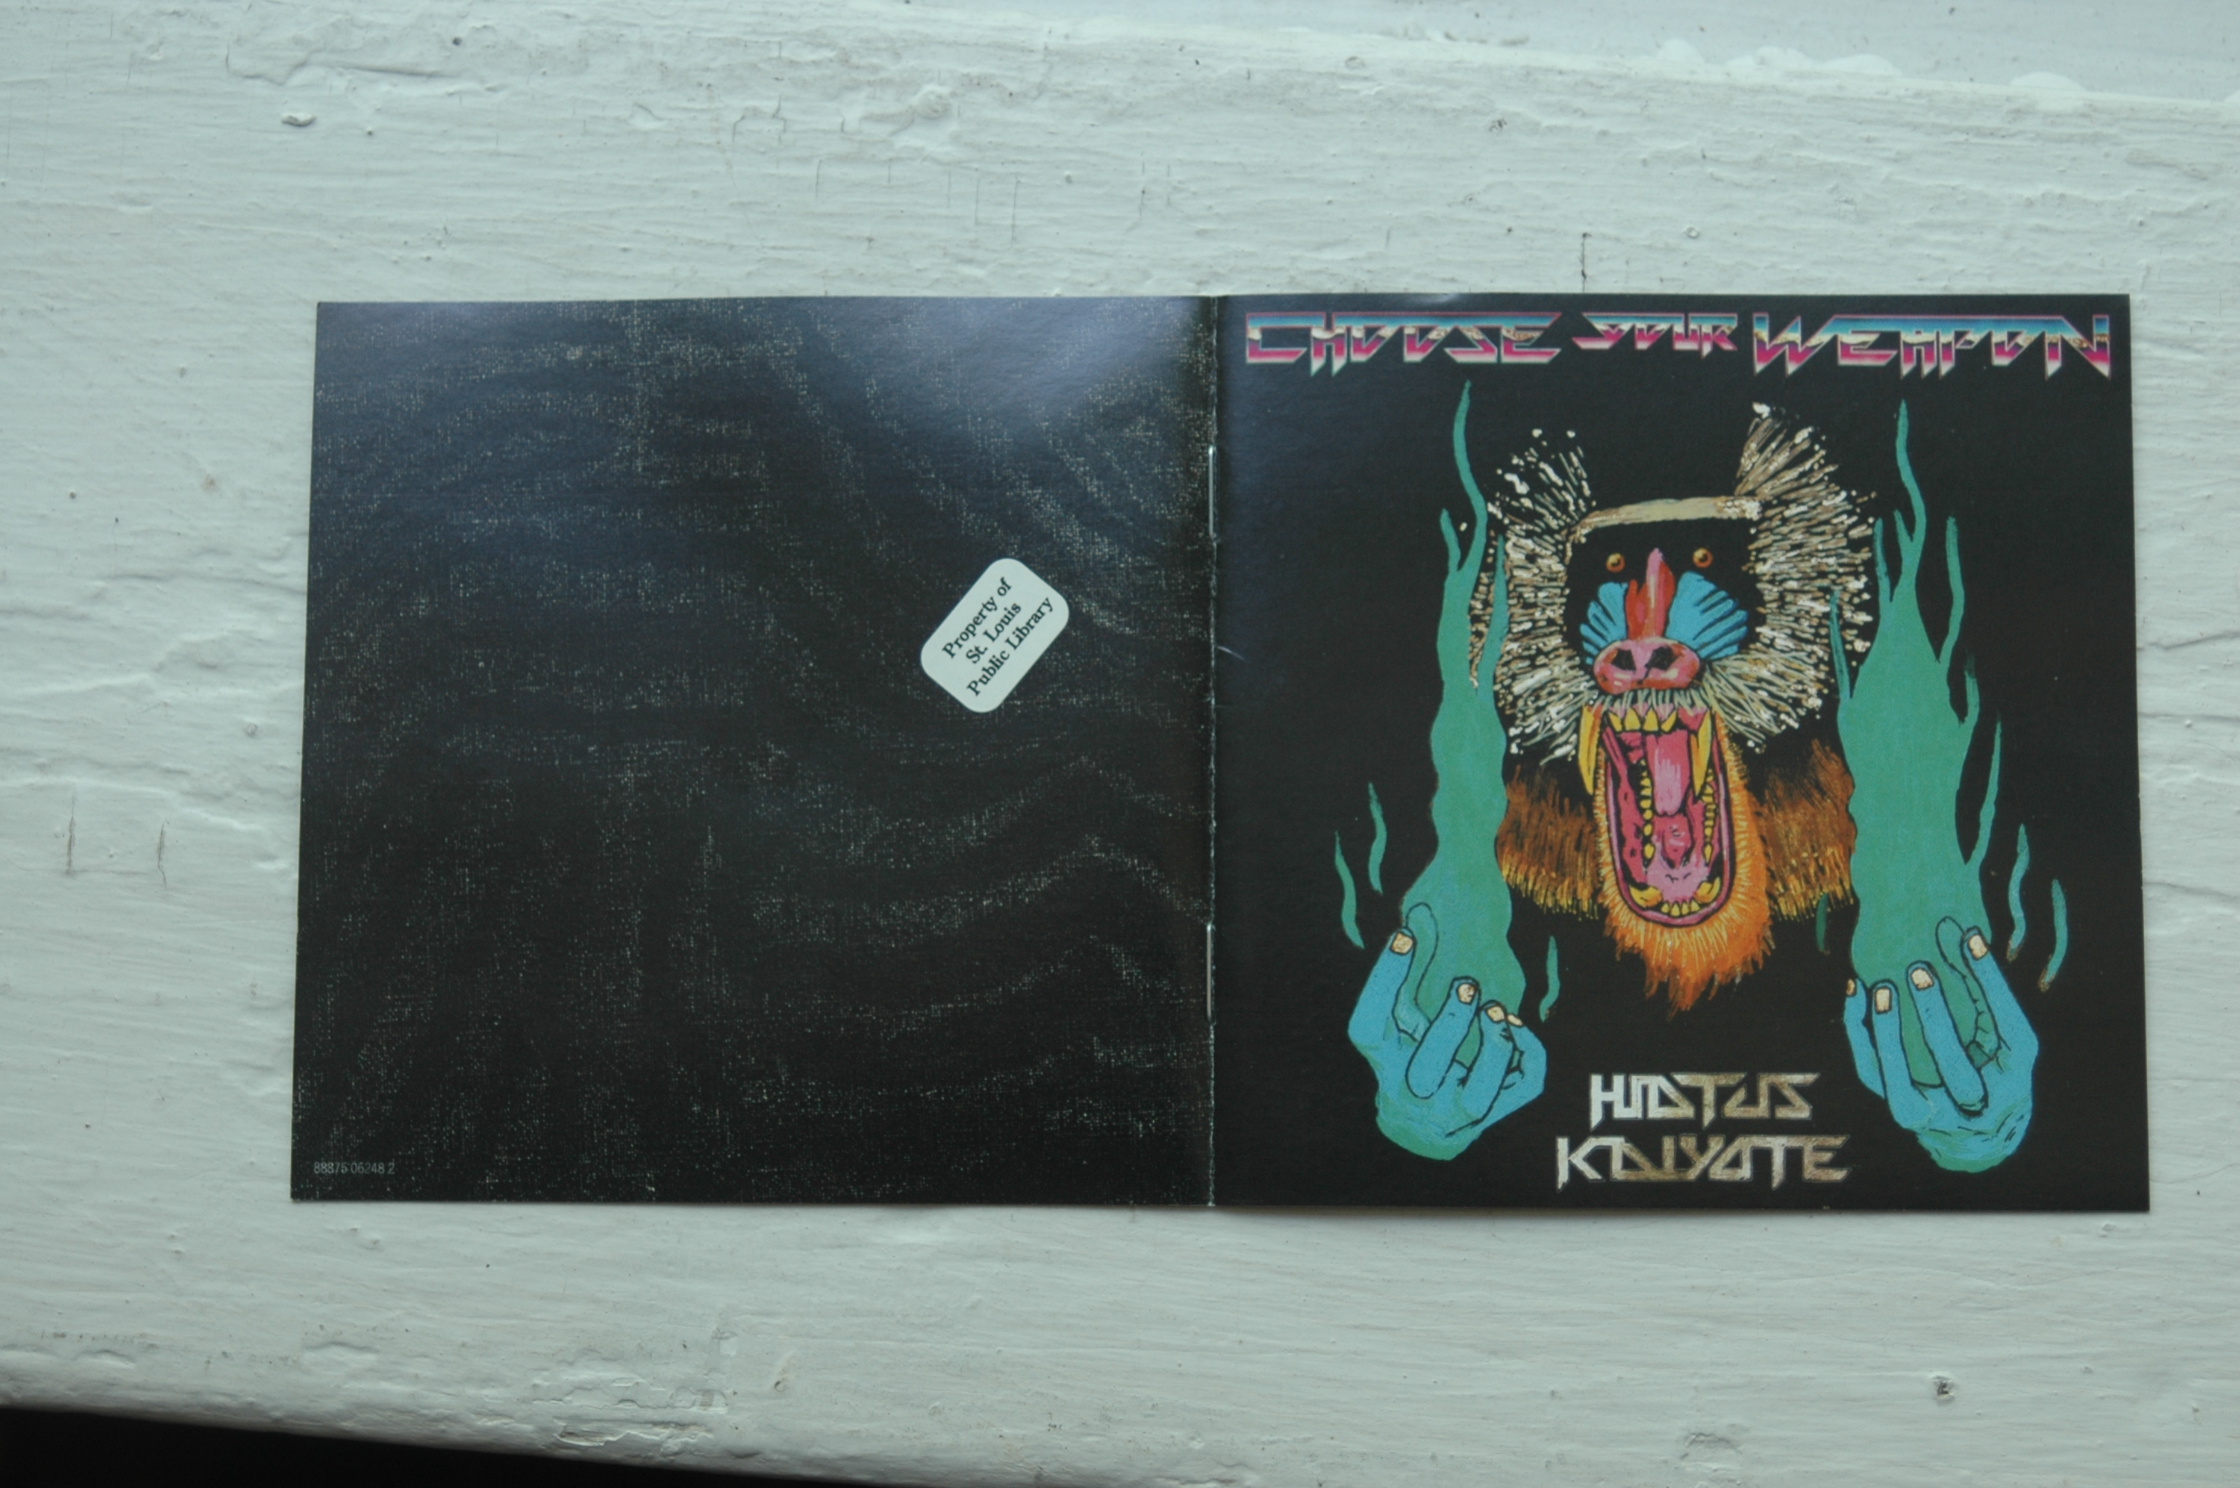 Property of
St. Louis
Public Library
88875 06248 2
CHOOSE YOUR WEAPON
HIATUS
KAIYOTE